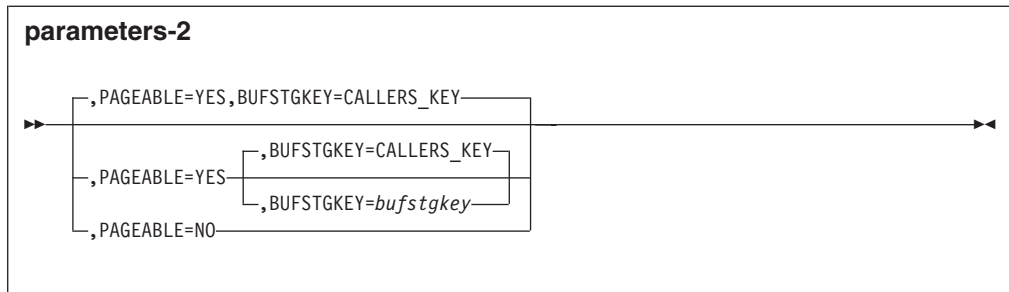 parameters-2
,PAGEABLE=YES,BUFSTGKEY=CALLERS_KEY
,BUFSTGKEY=CALLERS_KEY
,PAGEABLE=YES
,BUFSTGKEY=bufstgkey
,PAGEABLE=NO